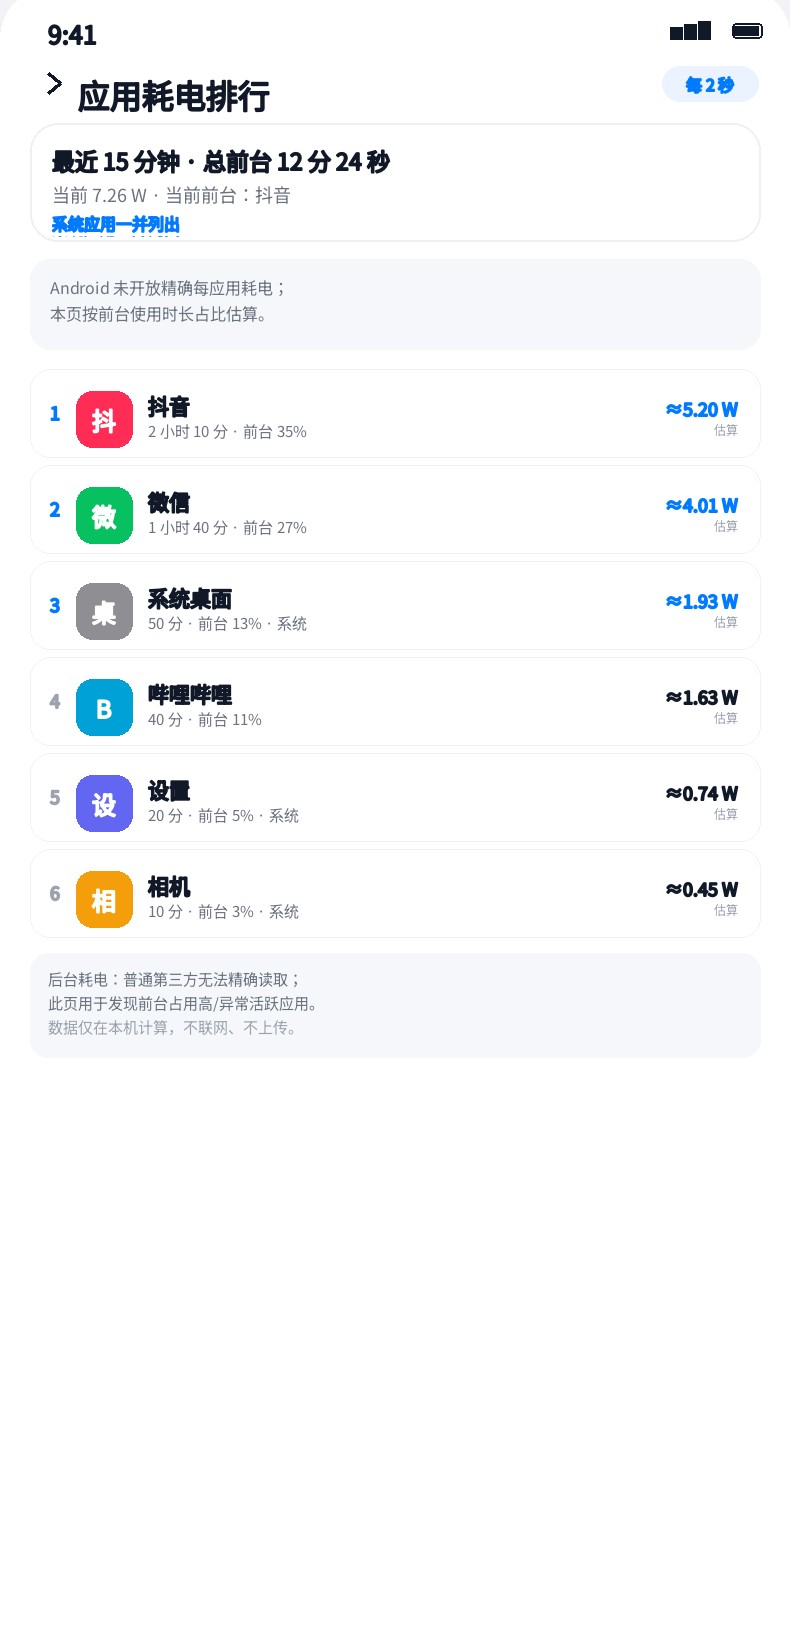 9:41
应用耗电排行
每 2 秒
最近 15 分钟 · 总前台 12 分 24 秒
当前 7.26 W · 当前前台：抖音
系统应用一并列出
Android 未开放精确每应用耗电；
本页按前台使用时长占比估算。
1
抖
抖音
2 小时 10 分 · 前台 35%
≈5.20 W
估算
2
微
微信
1 小时 40 分 · 前台 27%
≈4.01 W
估算
3
桌
系统桌面
50 分 · 前台 13% · 系统
≈1.93 W
估算
4
B
哔哩哔哩
40 分 · 前台 11%
≈1.63 W
估算
5
设
设置
20 分 · 前台 5% · 系统
≈0.74 W
估算
6
相
相机
10 分 · 前台 3% · 系统
≈0.45 W
估算
后台耗电：普通第三方无法精确读取；
此页用于发现前台占用高/异常活跃应用。
数据仅在本机计算，不联网、不上传。